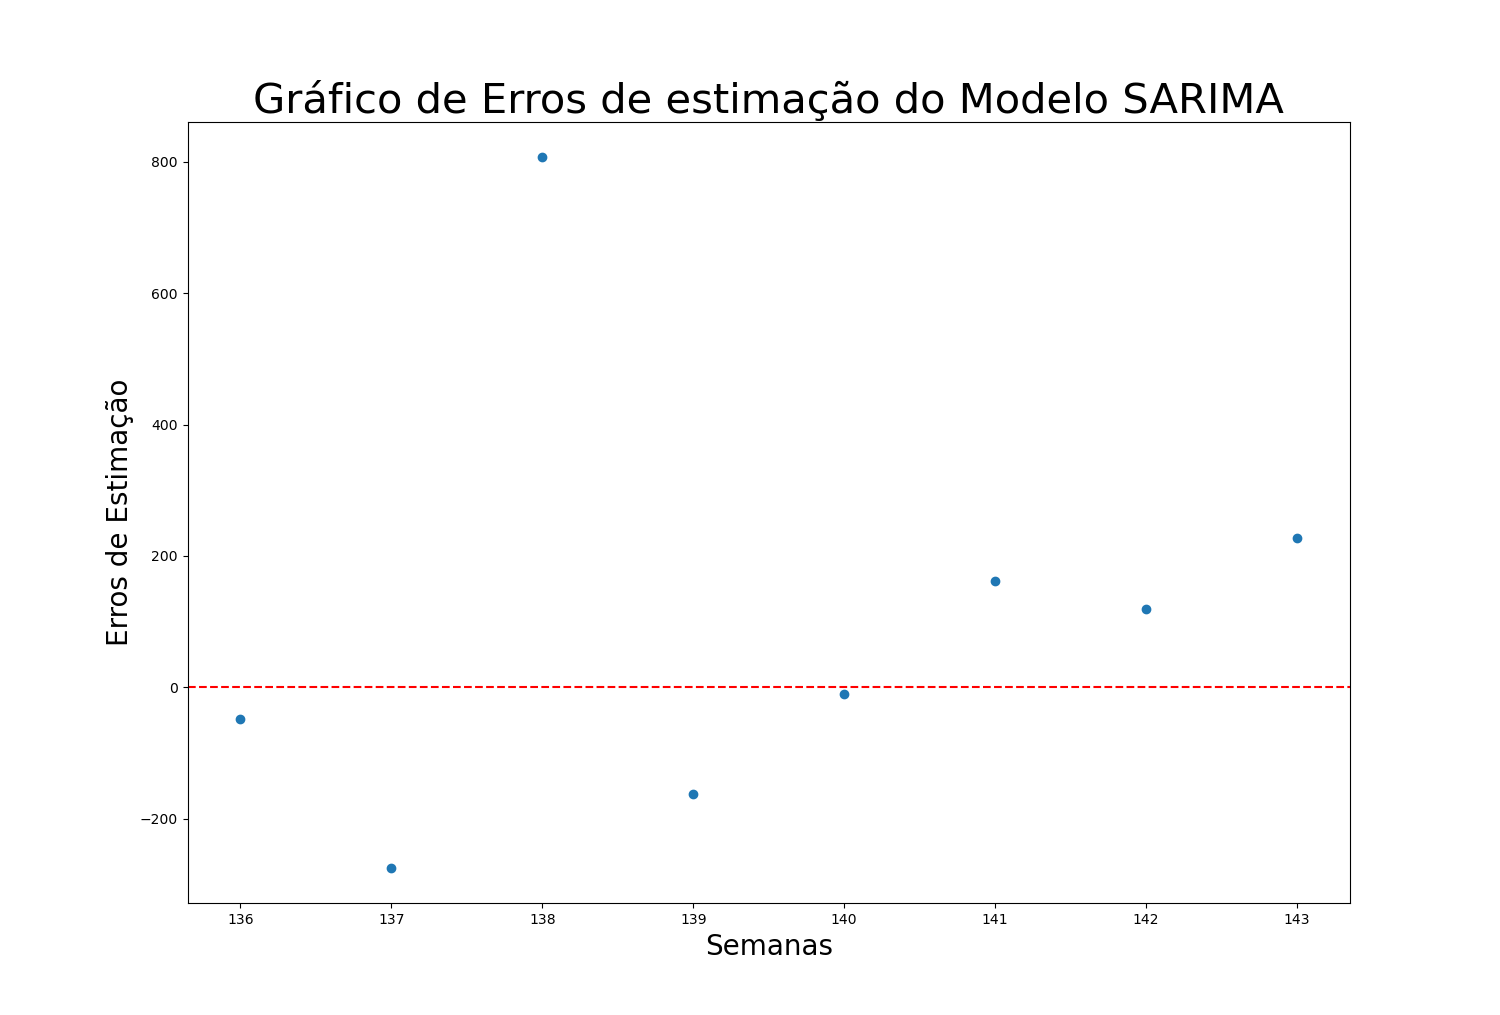 Gráfico de Erros de estimação do Modelo SARIMA
800
600
400
200
0
−200
Erros de Estimação
136 137 138 139 140 141 142 143
Semanas